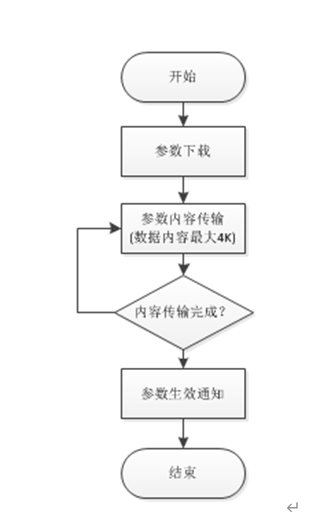 开始
参数下载
参数内容传输
(数据内容最大4K)
内容传输完成?
参数生效通知
结束